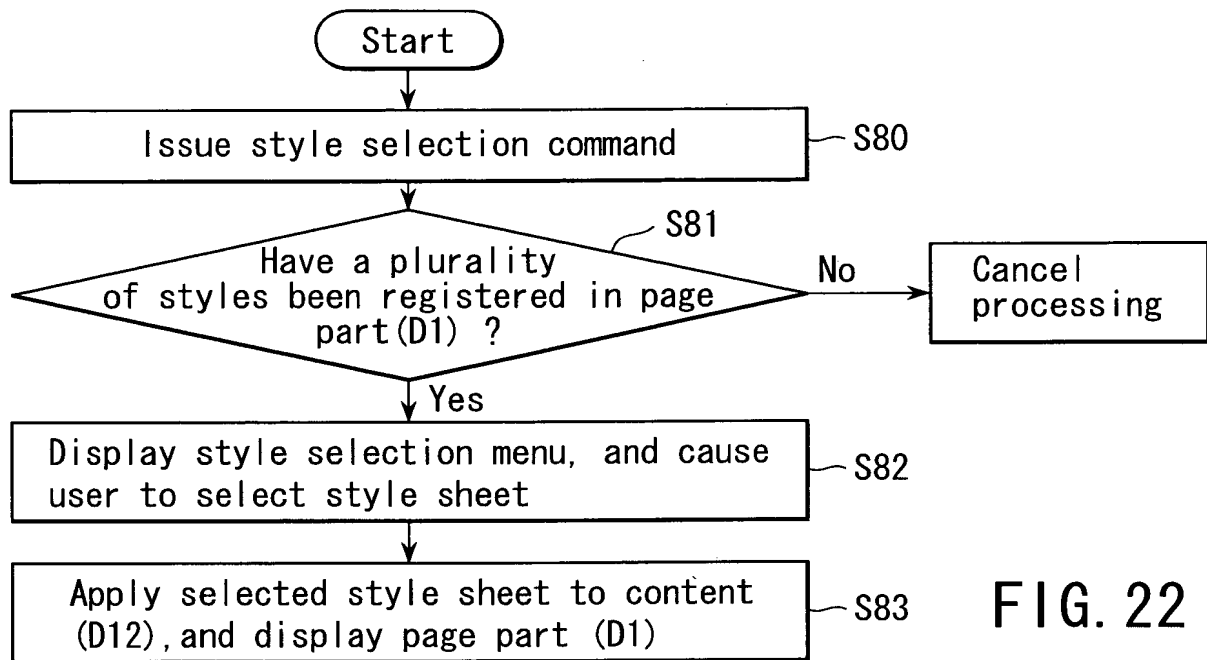 Start
Issue style selection command
S80
S81
Have a plurality
of styles been registered in page
part(D1) ?
No
Cancel
processing
Yes
Display style selection menu, and cause
user to select style sheet
S82
Apply selected style sheet to content
(D12), and display page part (D1)
S83
FIG. 22